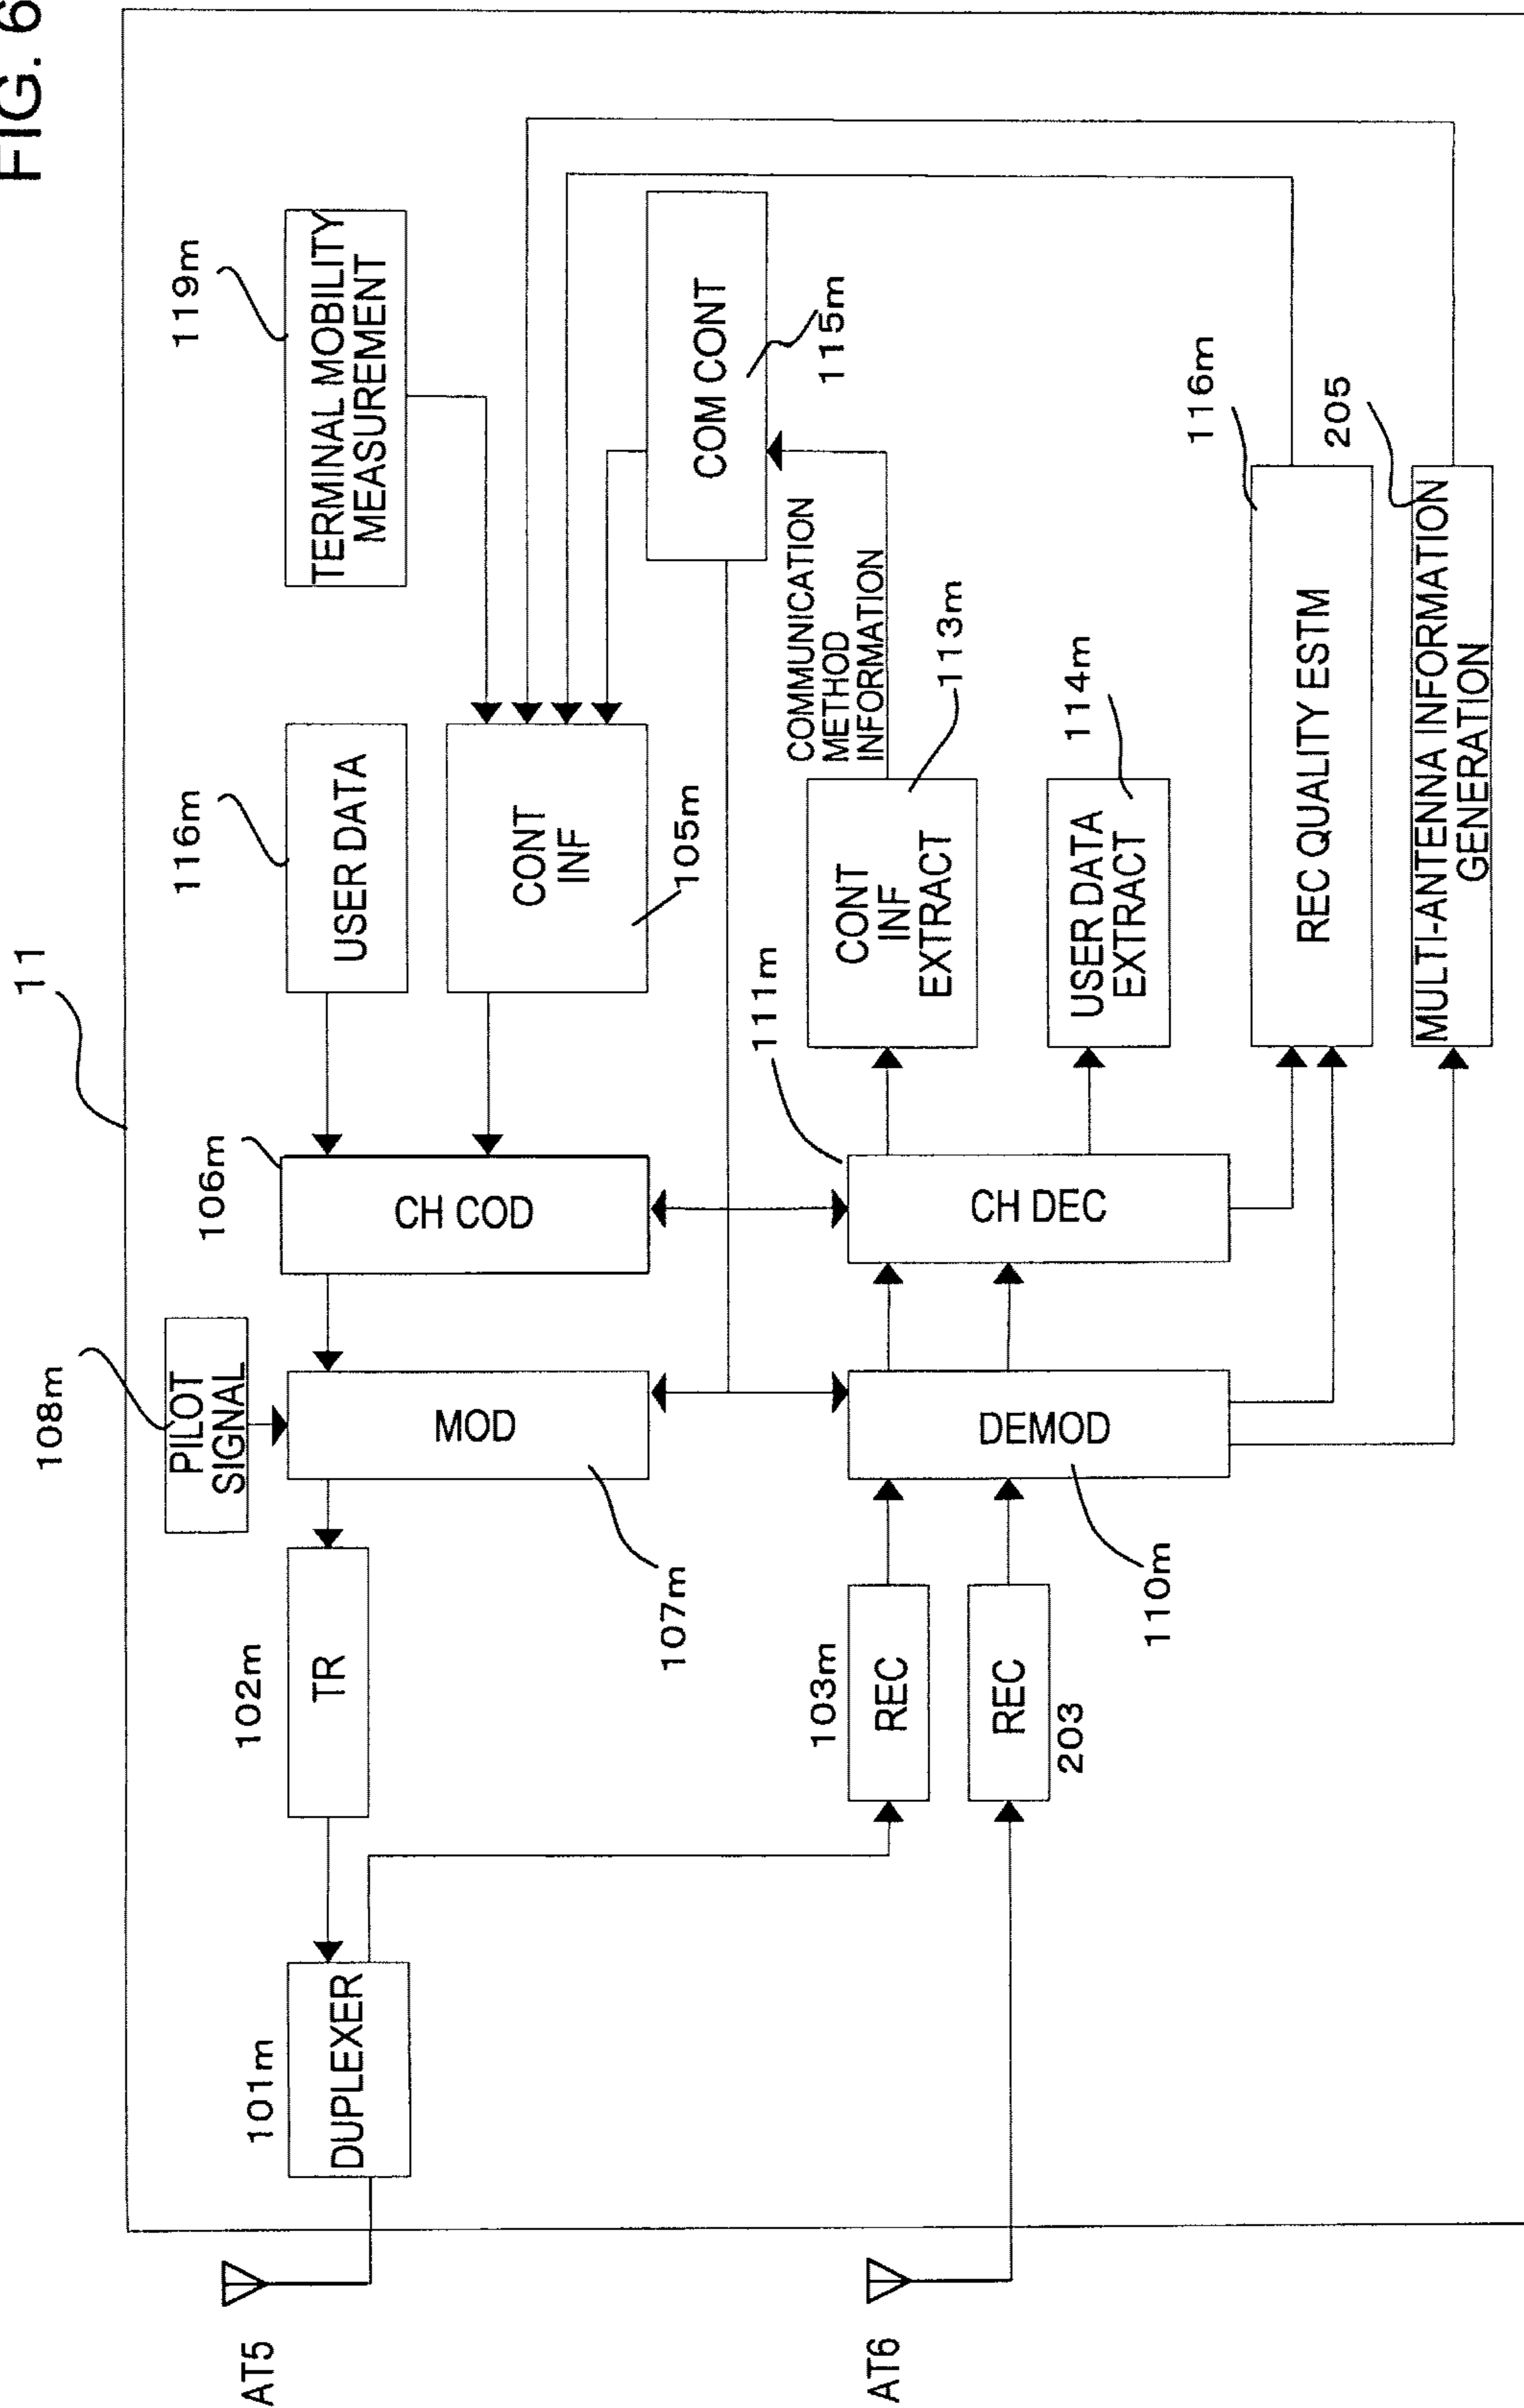 FIG. 6
11
108m
106m
116m
119m
PILOT
SIGNAL
101m
DUPLEXER
102m
TR
MOD
107m
CH COD
USER DATA
TERMINAL MOBILITY
MEASUREMENT
CONT
INF
105m
COM CONT
115m
AT5
103m
REC
REC
203
DEMOD
110m
111m
CH DEC
CONT
INF
EXTRACT
113m
COMMUNICATION
METHOD
INFORMATION
USER DATA
EXTRACT
114m
REC QUALITY ESTM
116m
MULTI-ANTENNA INFORMATION
GENERATION
205
AT6